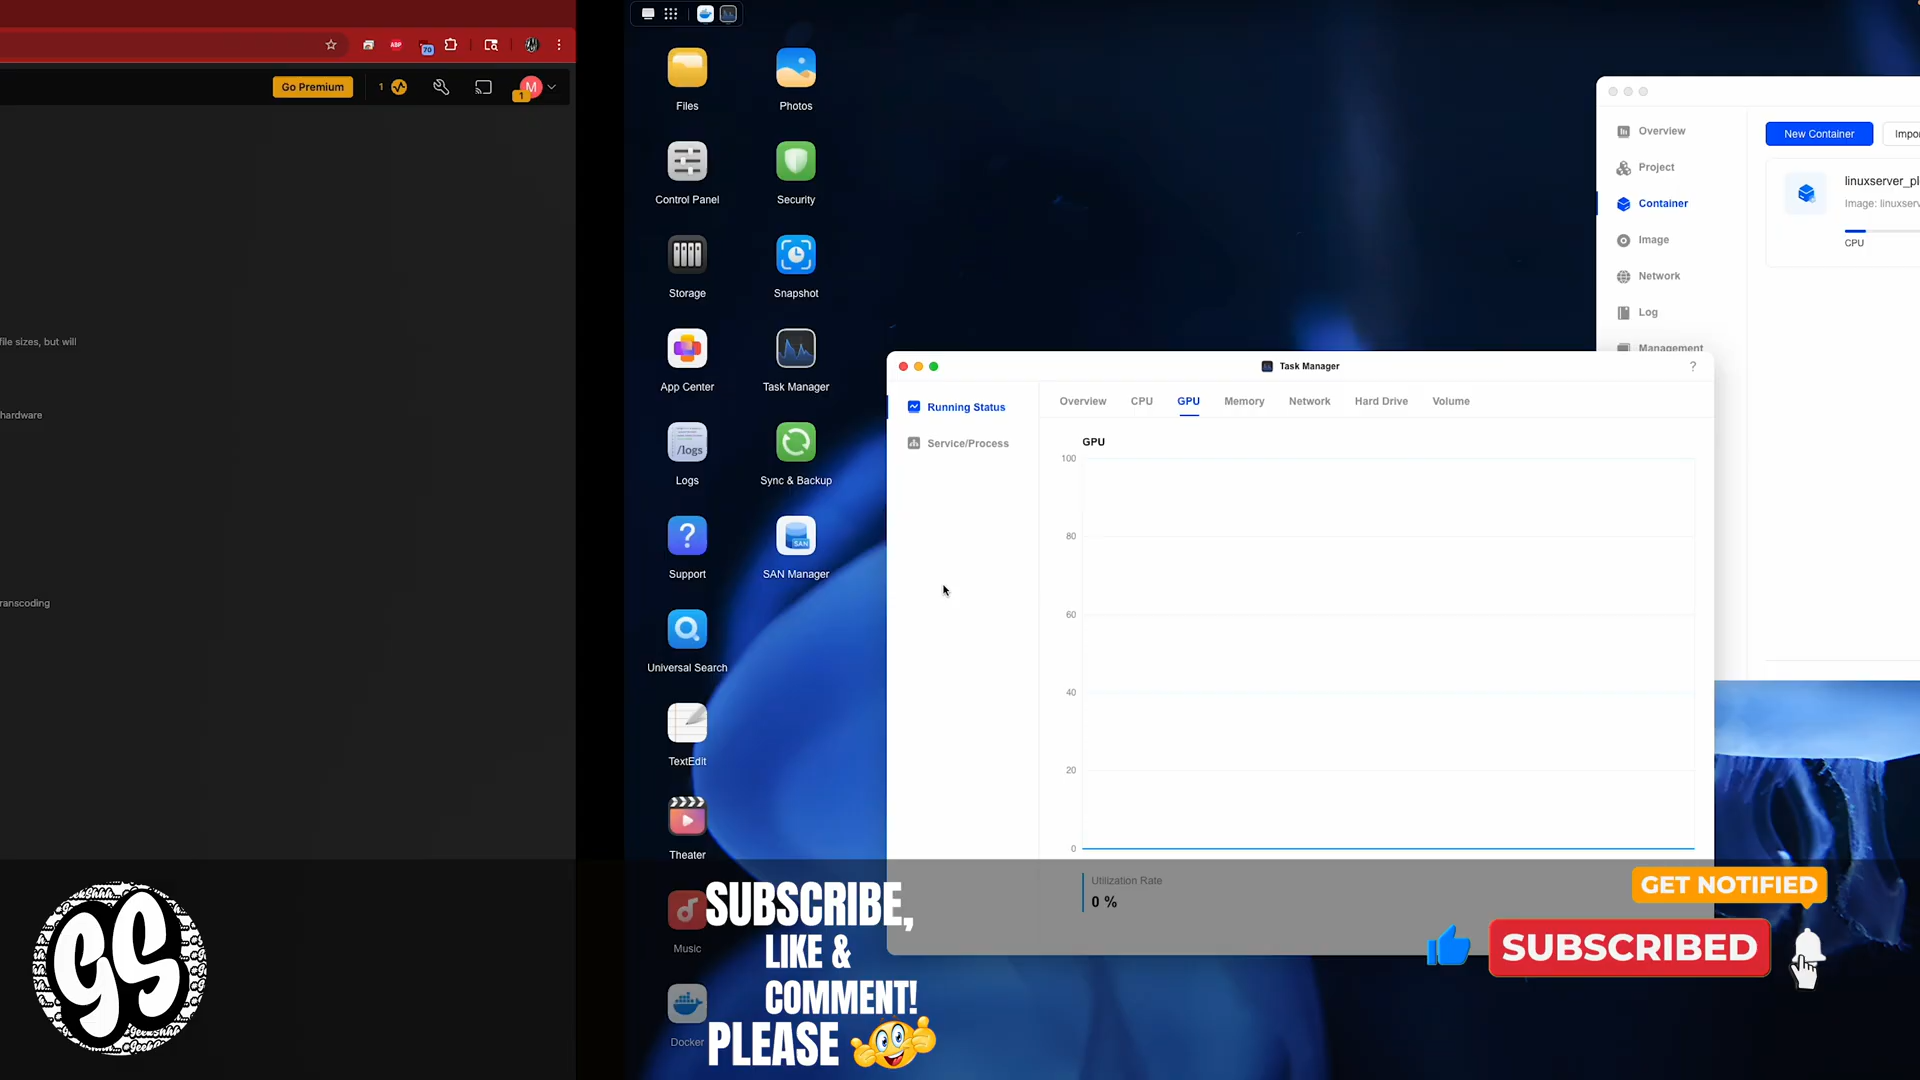 ABP
70
Go Premium
1
M
1
file sizes, but will
hardware
ranscoding
Files
Photos
Control Panel
Security
Storage
Snapshot
App Center
Task Manager
/logs
Logs
Sync & Backup
?
Support
SAN
SAN Manager
Universal Search
TextEdit
Theater
Music
Docker
Overview
Project
Container
Image
Network
Log
Management
New Container
Impo
linuxserver_pl
Image: linuxserv
CPU
Task Manager
?
Running Status
Service/Process
Overview
CPU
GPU
Memory
Network
Hard Drive
Volume
GPU
100
80
60
40
20
0
Utilization Rate
0 %
GS
SUBSCRIBE,
LIKE &
COMMENT!
PLEASE
GET NOTIFIED
SUBSCRIBED